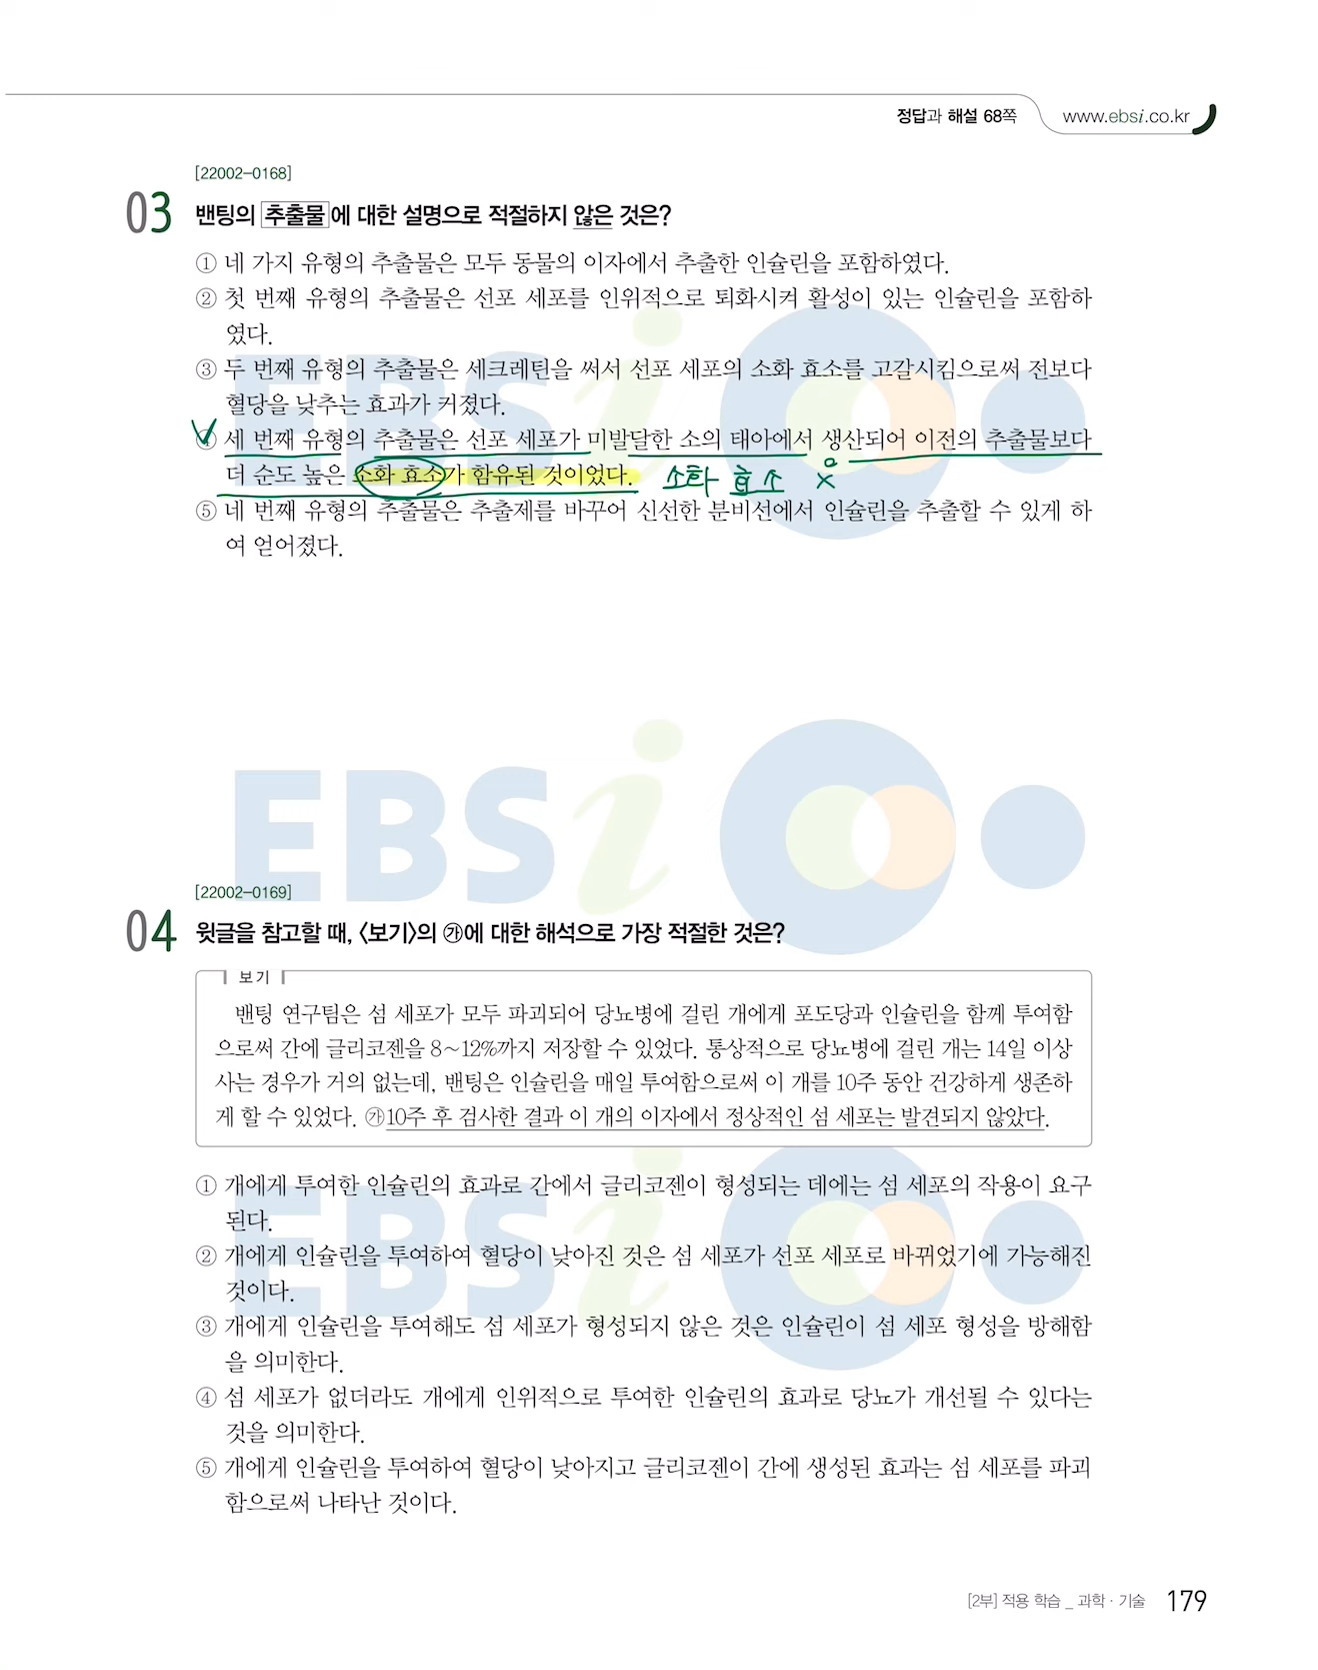 정답과 해설 68쪽 www.ebsi.co.kr
[22002-0168]
03 밴팅의 추출물에 대한 설명으로 적절하지 않은 것은?
① 네 가지 유형의 추출물은 모두 동물의 이자에서 추출한 인슐린을 포함하였다.
② 첫 번째 유형의 추출물은 선포 세포를 인위적으로 퇴화시켜 활성이 있는 인슐린을 포함하
였다.
③ 두 번째 유형의 추출물은 세크레틴을 써서 선포 세포의 소화 효소를 고갈시킴으로써 전보다
혈당을 낮추는 효과가 커졌다.
④ 세 번째 유형의 추출물은 선포 세포가 미발달한 소의 태아에서 생산되어 이전의 추출물보다
더 순도 높은 소화 효소가 함유된 것이었다. 소화 효소 X
⑤ 네 번째 유형의 추출물은 추출제를 바꾸어 신선한 분비선에서 인슐린을 추출할 수 있게 하
여 얻어졌다.
EBSi
[22002-0169]
04 윗글을 참고할 때, <보기>의 ㉮에 대한 해석으로 가장 적절한 것은?
보기
밴팅 연구팀은 섬 세포가 모두 파괴되어 당뇨병에 걸린 개에게 포도당과 인슐린을 함께 투여함
으로써 간에 글리코젠을 8~12%까지 저장할 수 있었다. 통상적으로 당뇨병에 걸린 개는 14일 이상
사는 경우가 거의 없는데, 밴팅은 인슐린을 매일 투여함으로써 이 개를 10주 동안 건강하게 생존하
게 할 수 있었다. ㉮10주 후 검사한 결과 이 개의 이자에서 정상적인 섬 세포는 발견되지 않았다.
① 개에게 투여한 인슐린의 효과로 간에서 글리코젠이 형성되는 데에는 섬 세포의 작용이 요구
된다.
② 개에게 인슐린을 투여하여 혈당이 낮아진 것은 섬 세포가 선포 세포로 바뀌었기에 가능해진
것이다.
③ 개에게 인슐린을 투여해도 섬 세포가 형성되지 않은 것은 인슐린이 섬 세포 형성을 방해함
을 의미한다.
④ 섬 세포가 없더라도 개에게 인위적으로 투여한 인슐린의 효과로 당뇨가 개선될 수 있다는
것을 의미한다.
⑤ 개에게 인슐린을 투여하여 혈당이 낮아지고 글리코젠이 간에 생성된 효과는 섬 세포를 파괴
함으로써 나타난 것이다.
[2부] 적용 학습 _ 과학·기술 179